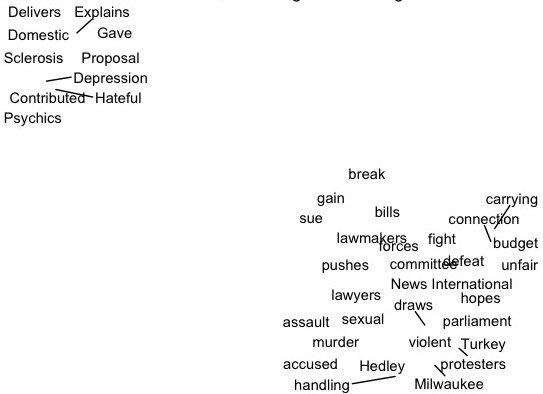 Delivers Explains
Domestic Gave
Sclerosis Proposal
Depression
Contributed Hateful
Psychics
break
gain carrying
sue bills connection
lawmakers forces fight budget
pushes committee defeat unfair
News International
lawyers draws hopes
assault sexual parliament
murder violent Turkey
accused Hedley protesters
handling Milwaukee